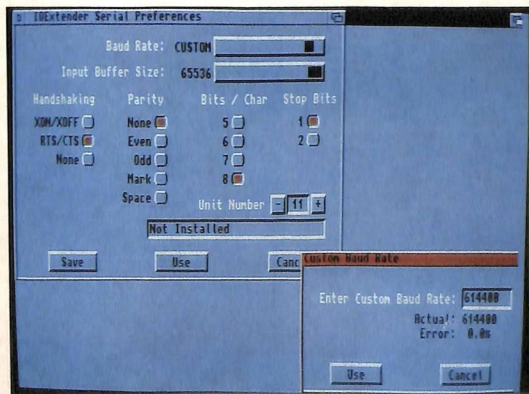 IOExtender Serial Preferences
Baud Rate: CUSTOM
Input Buffer Size: 65536
Handshaking Parity Bits / Char Stop Bits
XON/XOFF None 5 1
RTS/CTS Even 6 2
None Odd 7
Mark 8
Space Unit Number - 11 +
Not Installed
Save Use Canc
Custom Baud Rate
Enter Custom Baud Rate: 614400
Actual: 614400
Error: 0.0%
Use Cancel